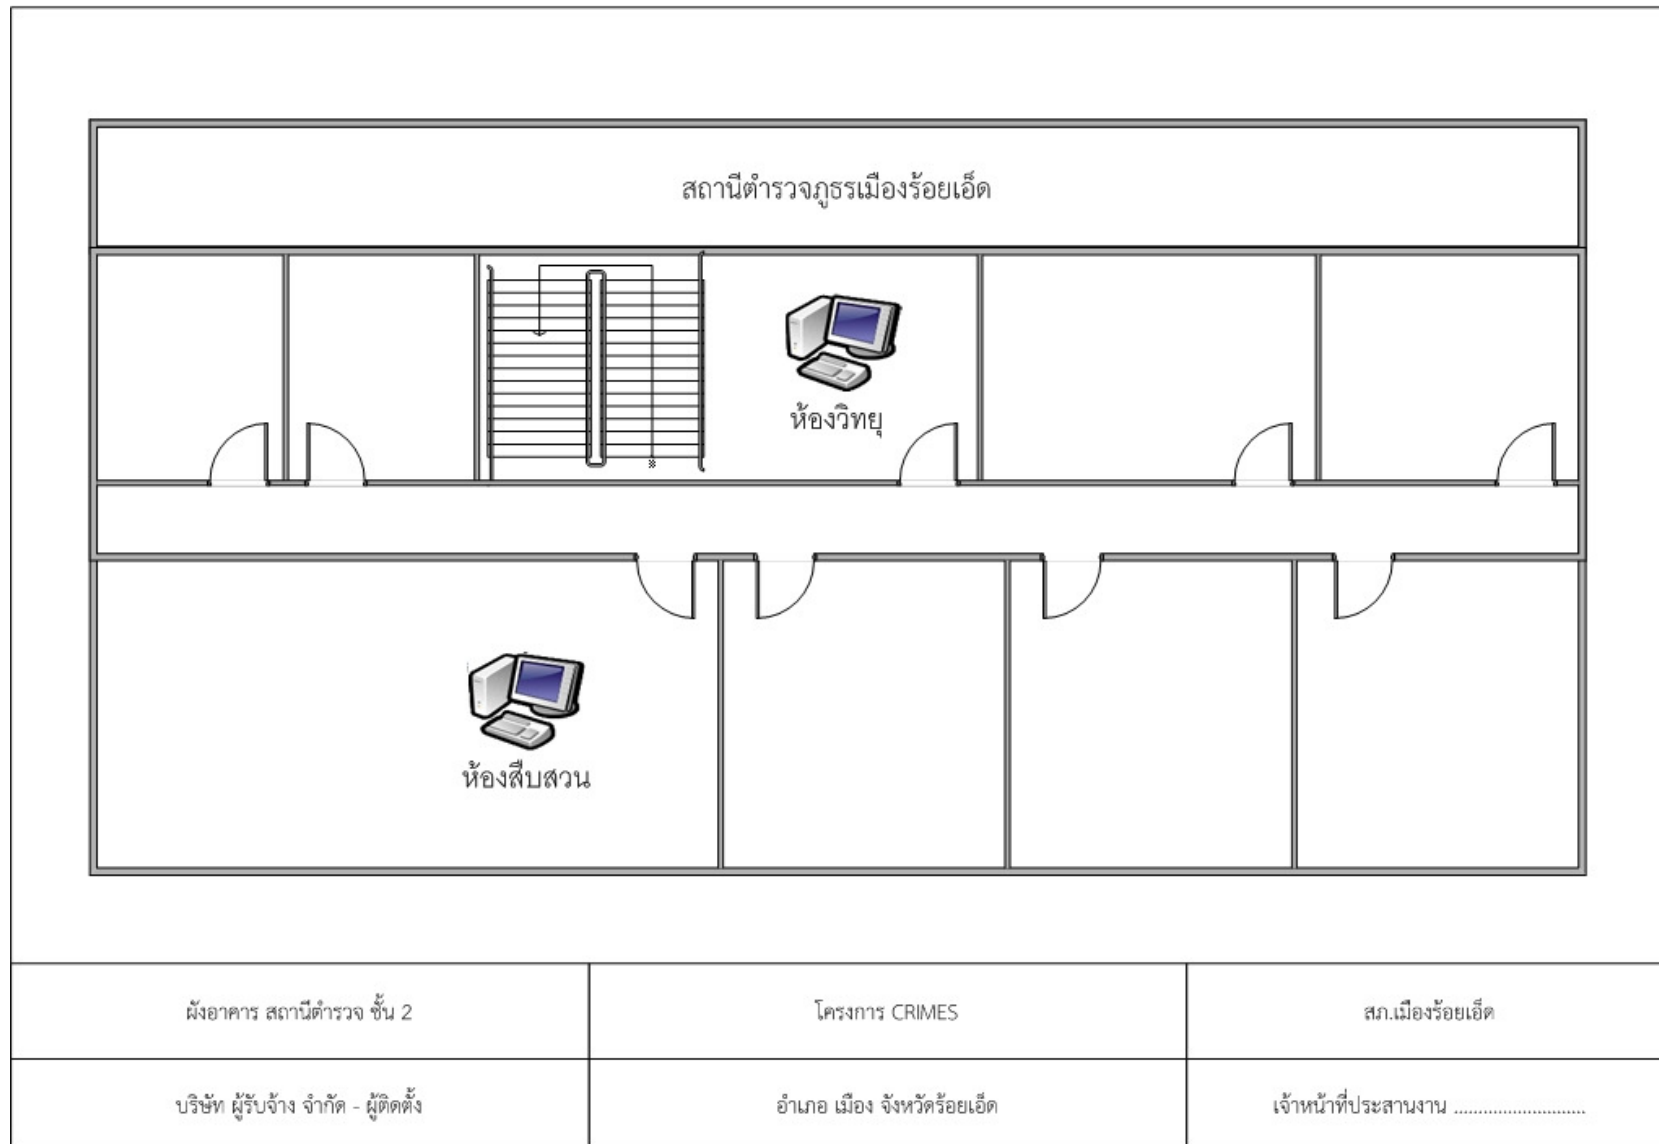 สถานีตำรวจภูธรเมืองร้อยเอ็ด
ห้องวิทยุ
ห้องสืบสวน
ผังอาคาร สถานีตำรวจ ชั้น 2
โครงการ CRIMES
สภ.เมืองร้อยเอ็ด
บริษัท ผู้รับจ้าง จำกัด - ผู้ติดตั้ง
อำเภอ เมือง จังหวัดร้อยเอ็ด
เจ้าหน้าที่ประสานงาน ...........................